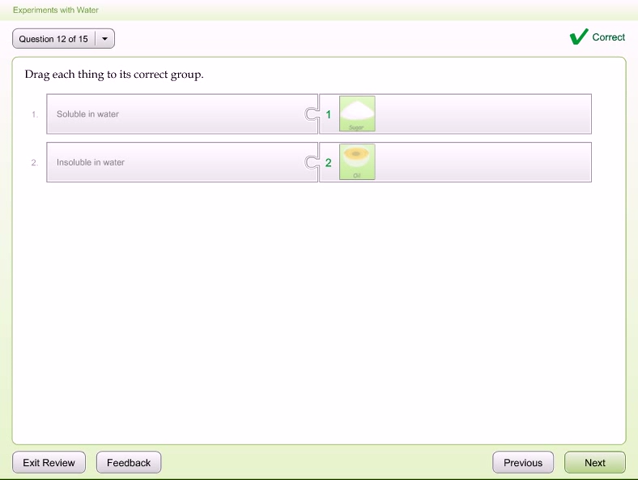 Experiments with Water
Question 12 of 15
Correct
Drag each thing to its correct group.
1. Soluble in water 1 Sugar
2. Insoluble in water 2 Oil
Exit Review Feedback Previous Next